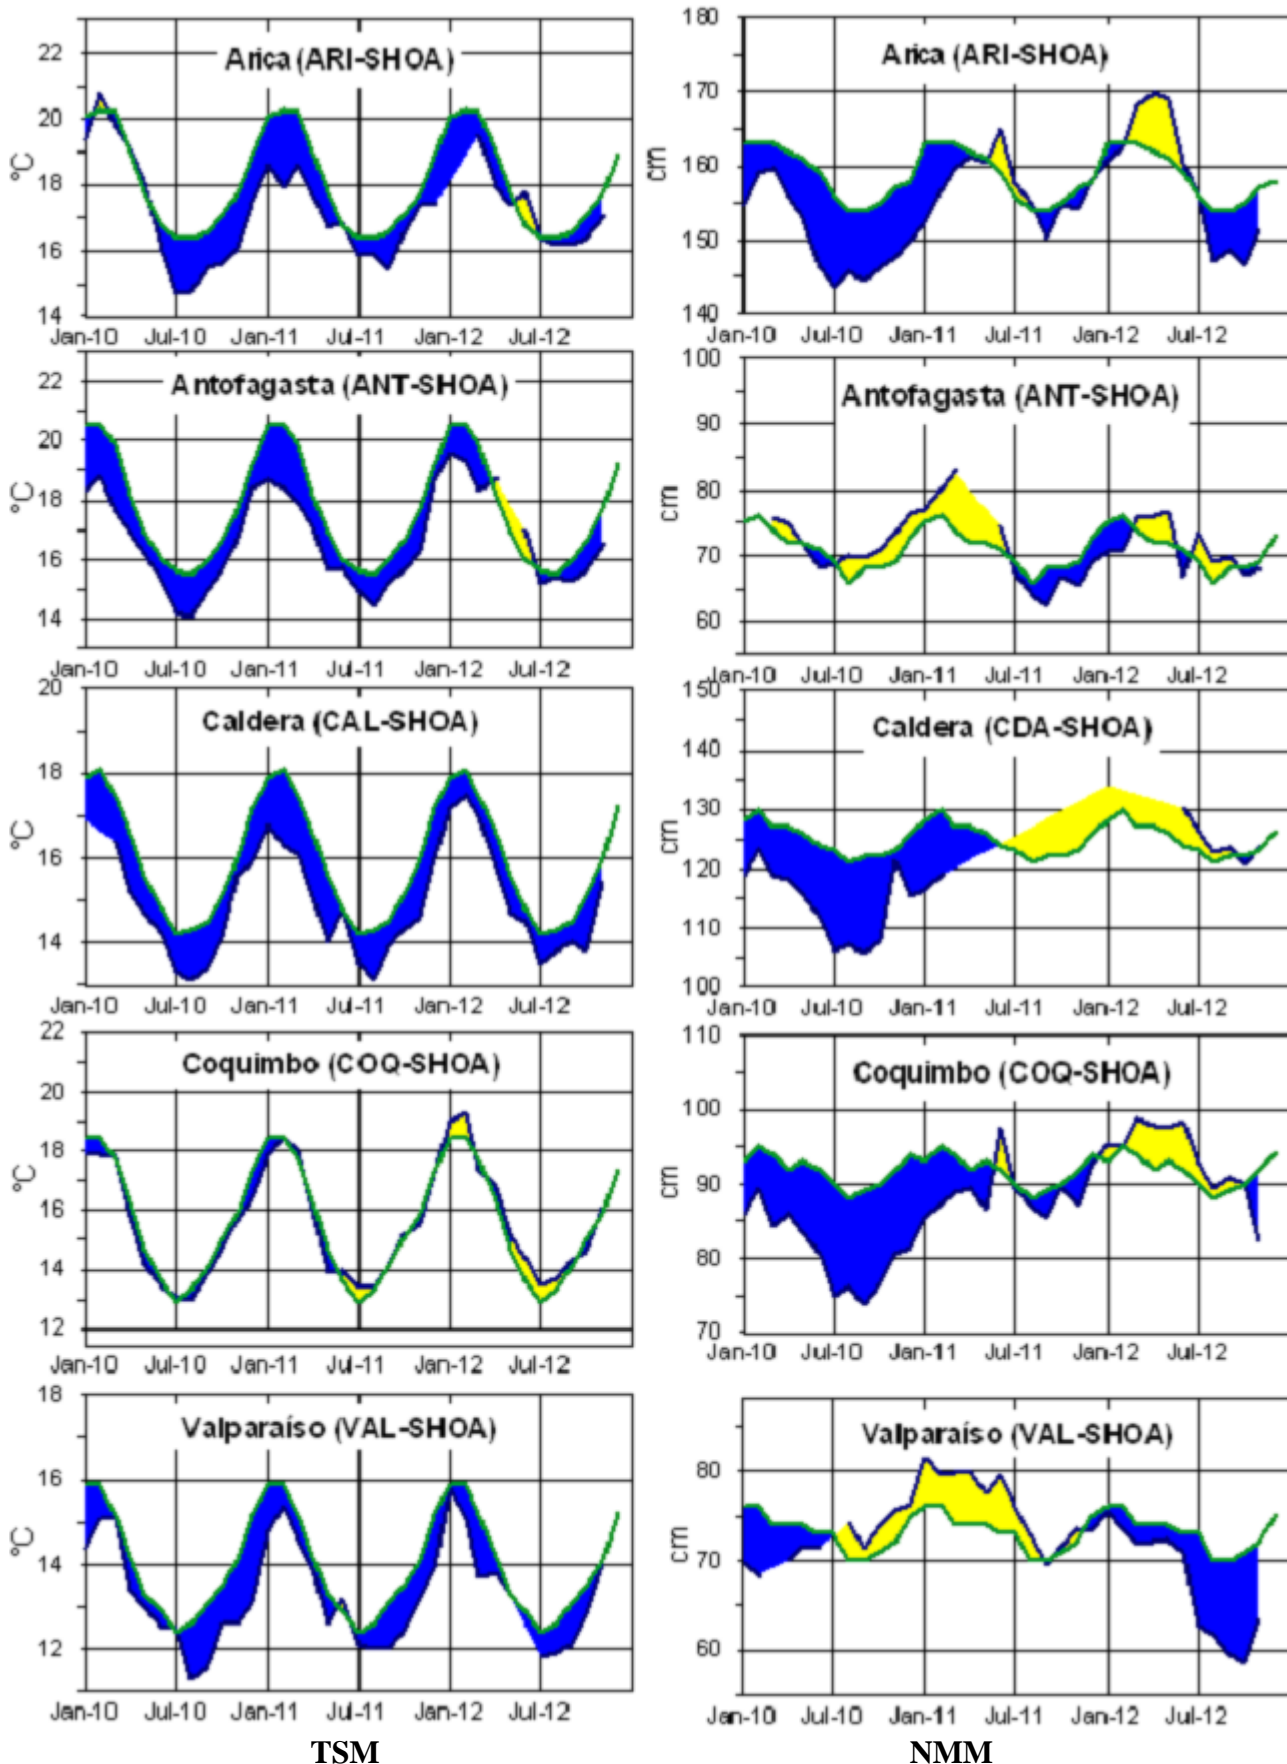 Arica (ARI-SHOA)
°C
22
20
18
16
14
Jan-10 Jul-10 Jan-11 Jul-11 Jan-12 Jul-12
Arica (ARI-SHOA)
cm
180
170
160
150
140
Jan-10 Jul-10 Jan-11 Jul-11 Jan-12 Jul-12
Antofagasta (ANT-SHOA)
°C
22
20
18
16
14
Jan-10 Jul-10 Jan-11 Jul-11 Jan-12 Jul-12
Antofagasta (ANT-SHOA)
cm
100
90
80
70
60
Jan-10 Jul-10 Jan-11 Jul-11 Jan-12 Jul-12
Caldera (CAL-SHOA)
°C
20
18
16
14
Jan-10 Jul-10 Jan-11 Jul-11 Jan-12 Jul-12
Caldera (CDA-SHOA)
cm
150
140
130
120
110
100
Jan-10 Jul-10 Jan-11 Jul-11 Jan-12 Jul-12
Coquimbo (COQ-SHOA)
°C
22
20
18
16
14
12
Jan-10 Jul-10 Jan-11 Jul-11 Jan-12 Jul-12
Coquimbo (COQ-SHOA)
cm
110
100
90
80
70
Jan-10 Jul-10 Jan-11 Jul-11 Jan-12 Jul-12
Valparaíso (VAL-SHOA)
°C
18
16
14
12
Jan-10 Jul-10 Jan-11 Jul-11 Jan-12 Jul-12
Valparaíso (VAL-SHOA)
cm
80
70
60
Jan-10 Jul-10 Jan-11 Jul-11 Jan-12 Jul-12
TSM
NMM